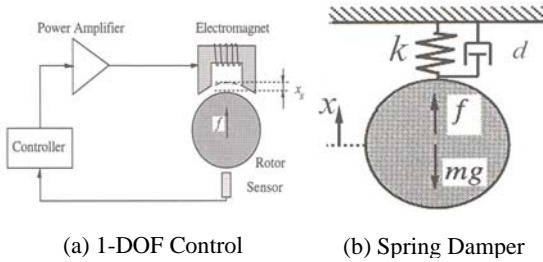 Power Amplifier
Electromagnet
x_s
f
Controller
Rotor
Sensor
k
d
x
f
mg
(a) 1-DOF Control
(b) Spring Damper